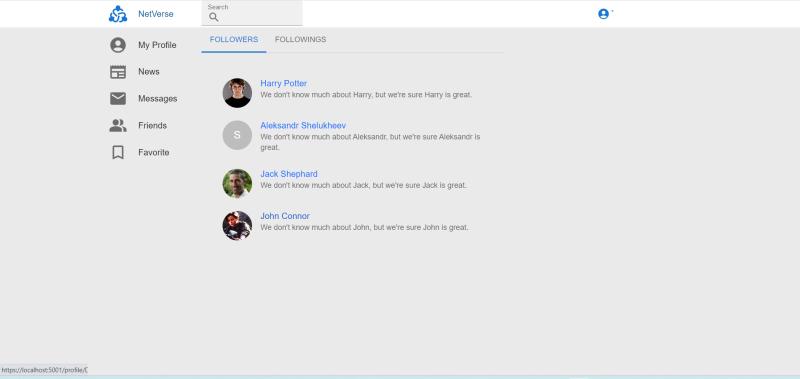 NetVerse
Search
My Profile
News
Messages
Friends
Favorite
FOLLOWERS FOLLOWINGS
Harry Potter
We don't know much about Harry, but we're sure Harry is great.
S
Aleksandr Shelukheev
We don't know much about Aleksandr, but we're sure Aleksandr is
great.
Jack Shephard
We don't know much about Jack, but we're sure Jack is great.
John Connor
We don't know much about John, but we're sure John is great.
https://localhost:5001/profile/